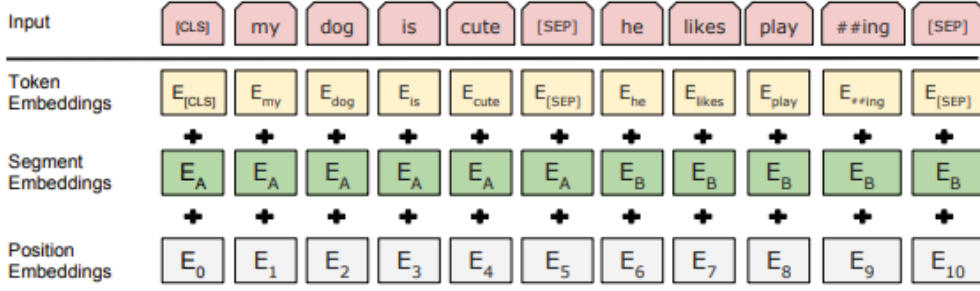 Input [CLS] my dog is cute [SEP] he likes play ##ing [SEP]
Token Embeddings E[CLS] Emy Edog Eis Ecute E[SEP] Ehe Elikes Eplay E##ing E[SEP]
+ + + + + + + + + + +
Segment Embeddings EA EA EA EA EA EA EB EB EB EB EB
+ + + + + + + + + + +
Position Embeddings E0 E1 E2 E3 E4 E5 E6 E7 E8 E9 E10